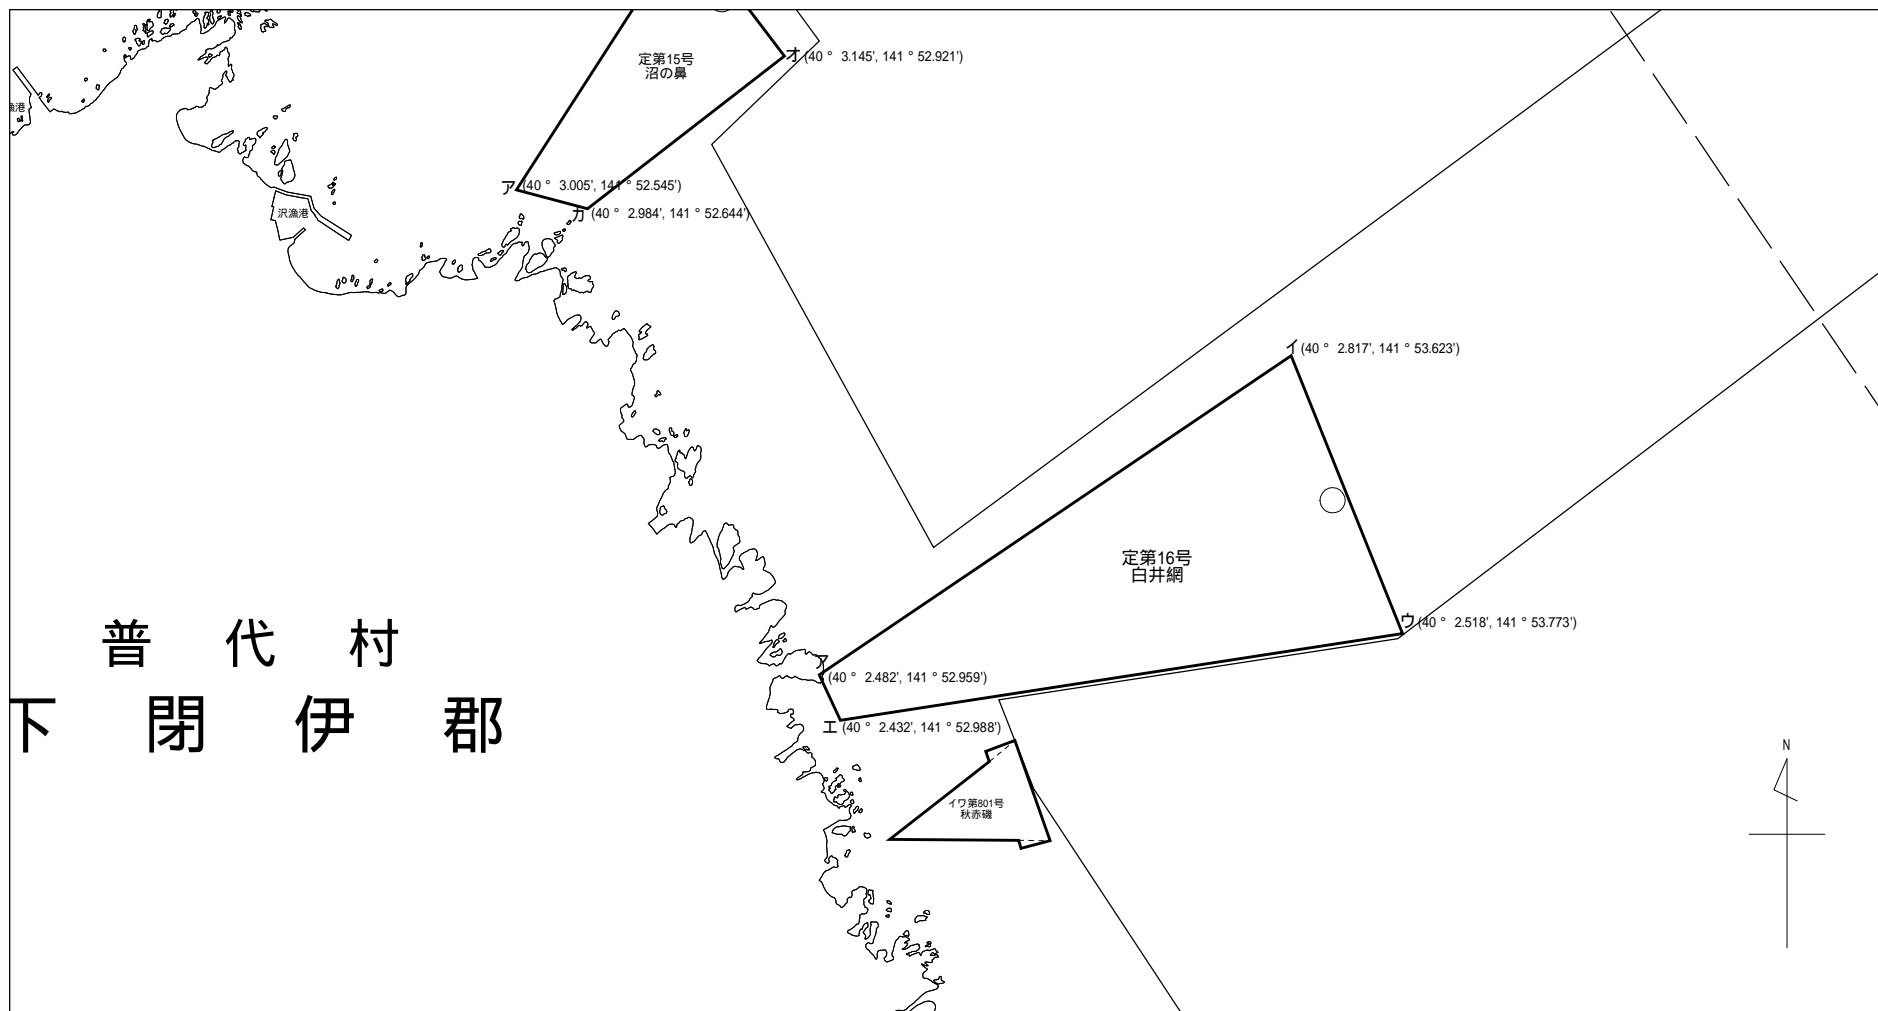 定第15号
沼の鼻
オ (40 ° 3.145', 141 ° 52.921')
漁港
ア (40 ° 3.005', 141 ° 52.545')
カ (40 ° 2.984', 141 ° 52.644')
沢漁港
イ (40 ° 2.817', 141 ° 53.623')
定第16号
白井網
ウ (40 ° 2.518', 141 ° 53.773')
普代村
ア
(40 ° 2.482', 141 ° 52.959')
下閉伊郡
エ (40 ° 2.432', 141 ° 52.988')
N
イワ第801号
秋赤磯